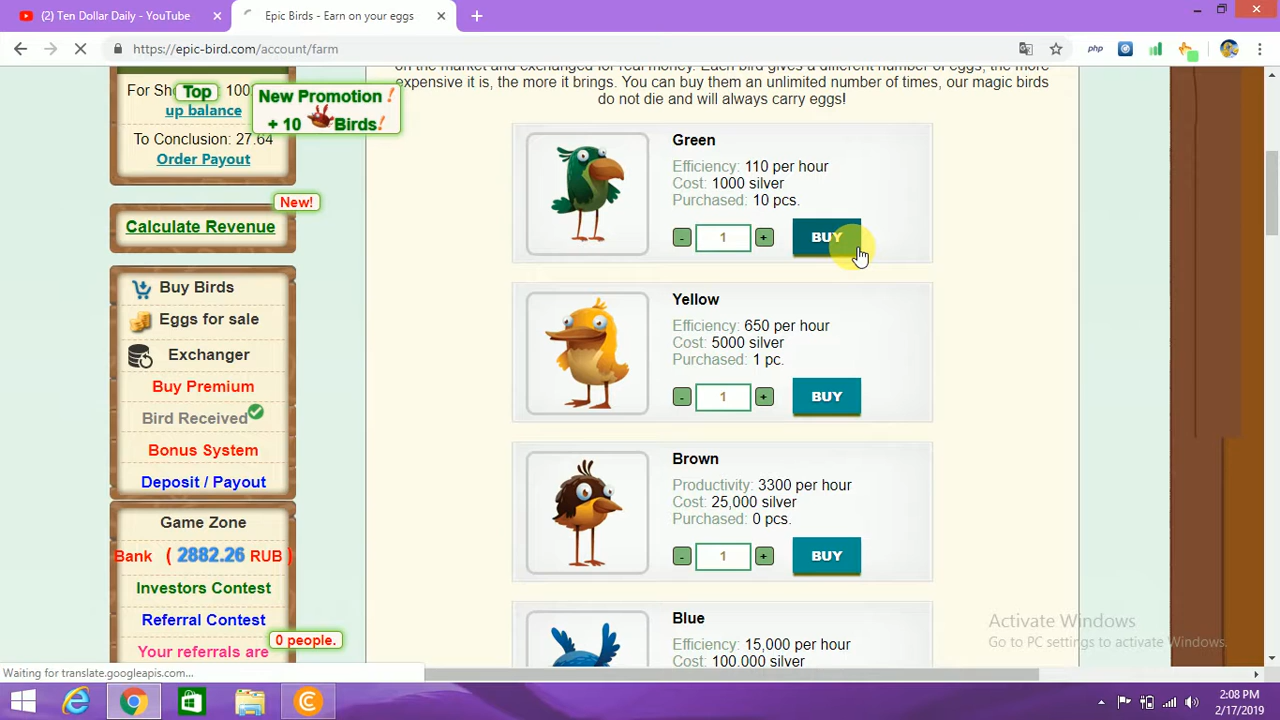 (2) Ten Dollar Daily - YouTube
Epic Birds - Earn on your eggs
https://epic-bird.com/account/farm
php
For Sh
100
Top
up balance
To Conclusion: 27.64
Order Payout
New Promotion !
+ 10 Birds!
on the market and exchanged for real money. Each bird gives a different number of eggs, the more
expensive it is, the more it brings. You can buy them an unlimited number of times, our magic birds
do not die and will always carry eggs!
New!
Calculate Revenue
Buy Birds
Eggs for sale
Exchanger
Buy Premium
Bird Received
Bonus System
Deposit / Payout
Game Zone
Bank ( 2882.26 RUB )
Investors Contest
Referral Contest
0 people.
Your referrals are
Green
Efficiency: 110 per hour
Cost: 1000 silver
Purchased: 10 pcs.
- 1 + BUY
Yellow
Efficiency: 650 per hour
Cost: 5000 silver
Purchased: 1 pc.
- 1 + BUY
Brown
Productivity: 3300 per hour
Cost: 25,000 silver
Purchased: 0 pcs.
- 1 + BUY
Blue
Efficiency: 15,000 per hour
Cost: 100,000 silver
Activate Windows
Go to PC settings to activate Windows.
Waiting for translate.googleapis.com...
2:08 PM
2/17/2019